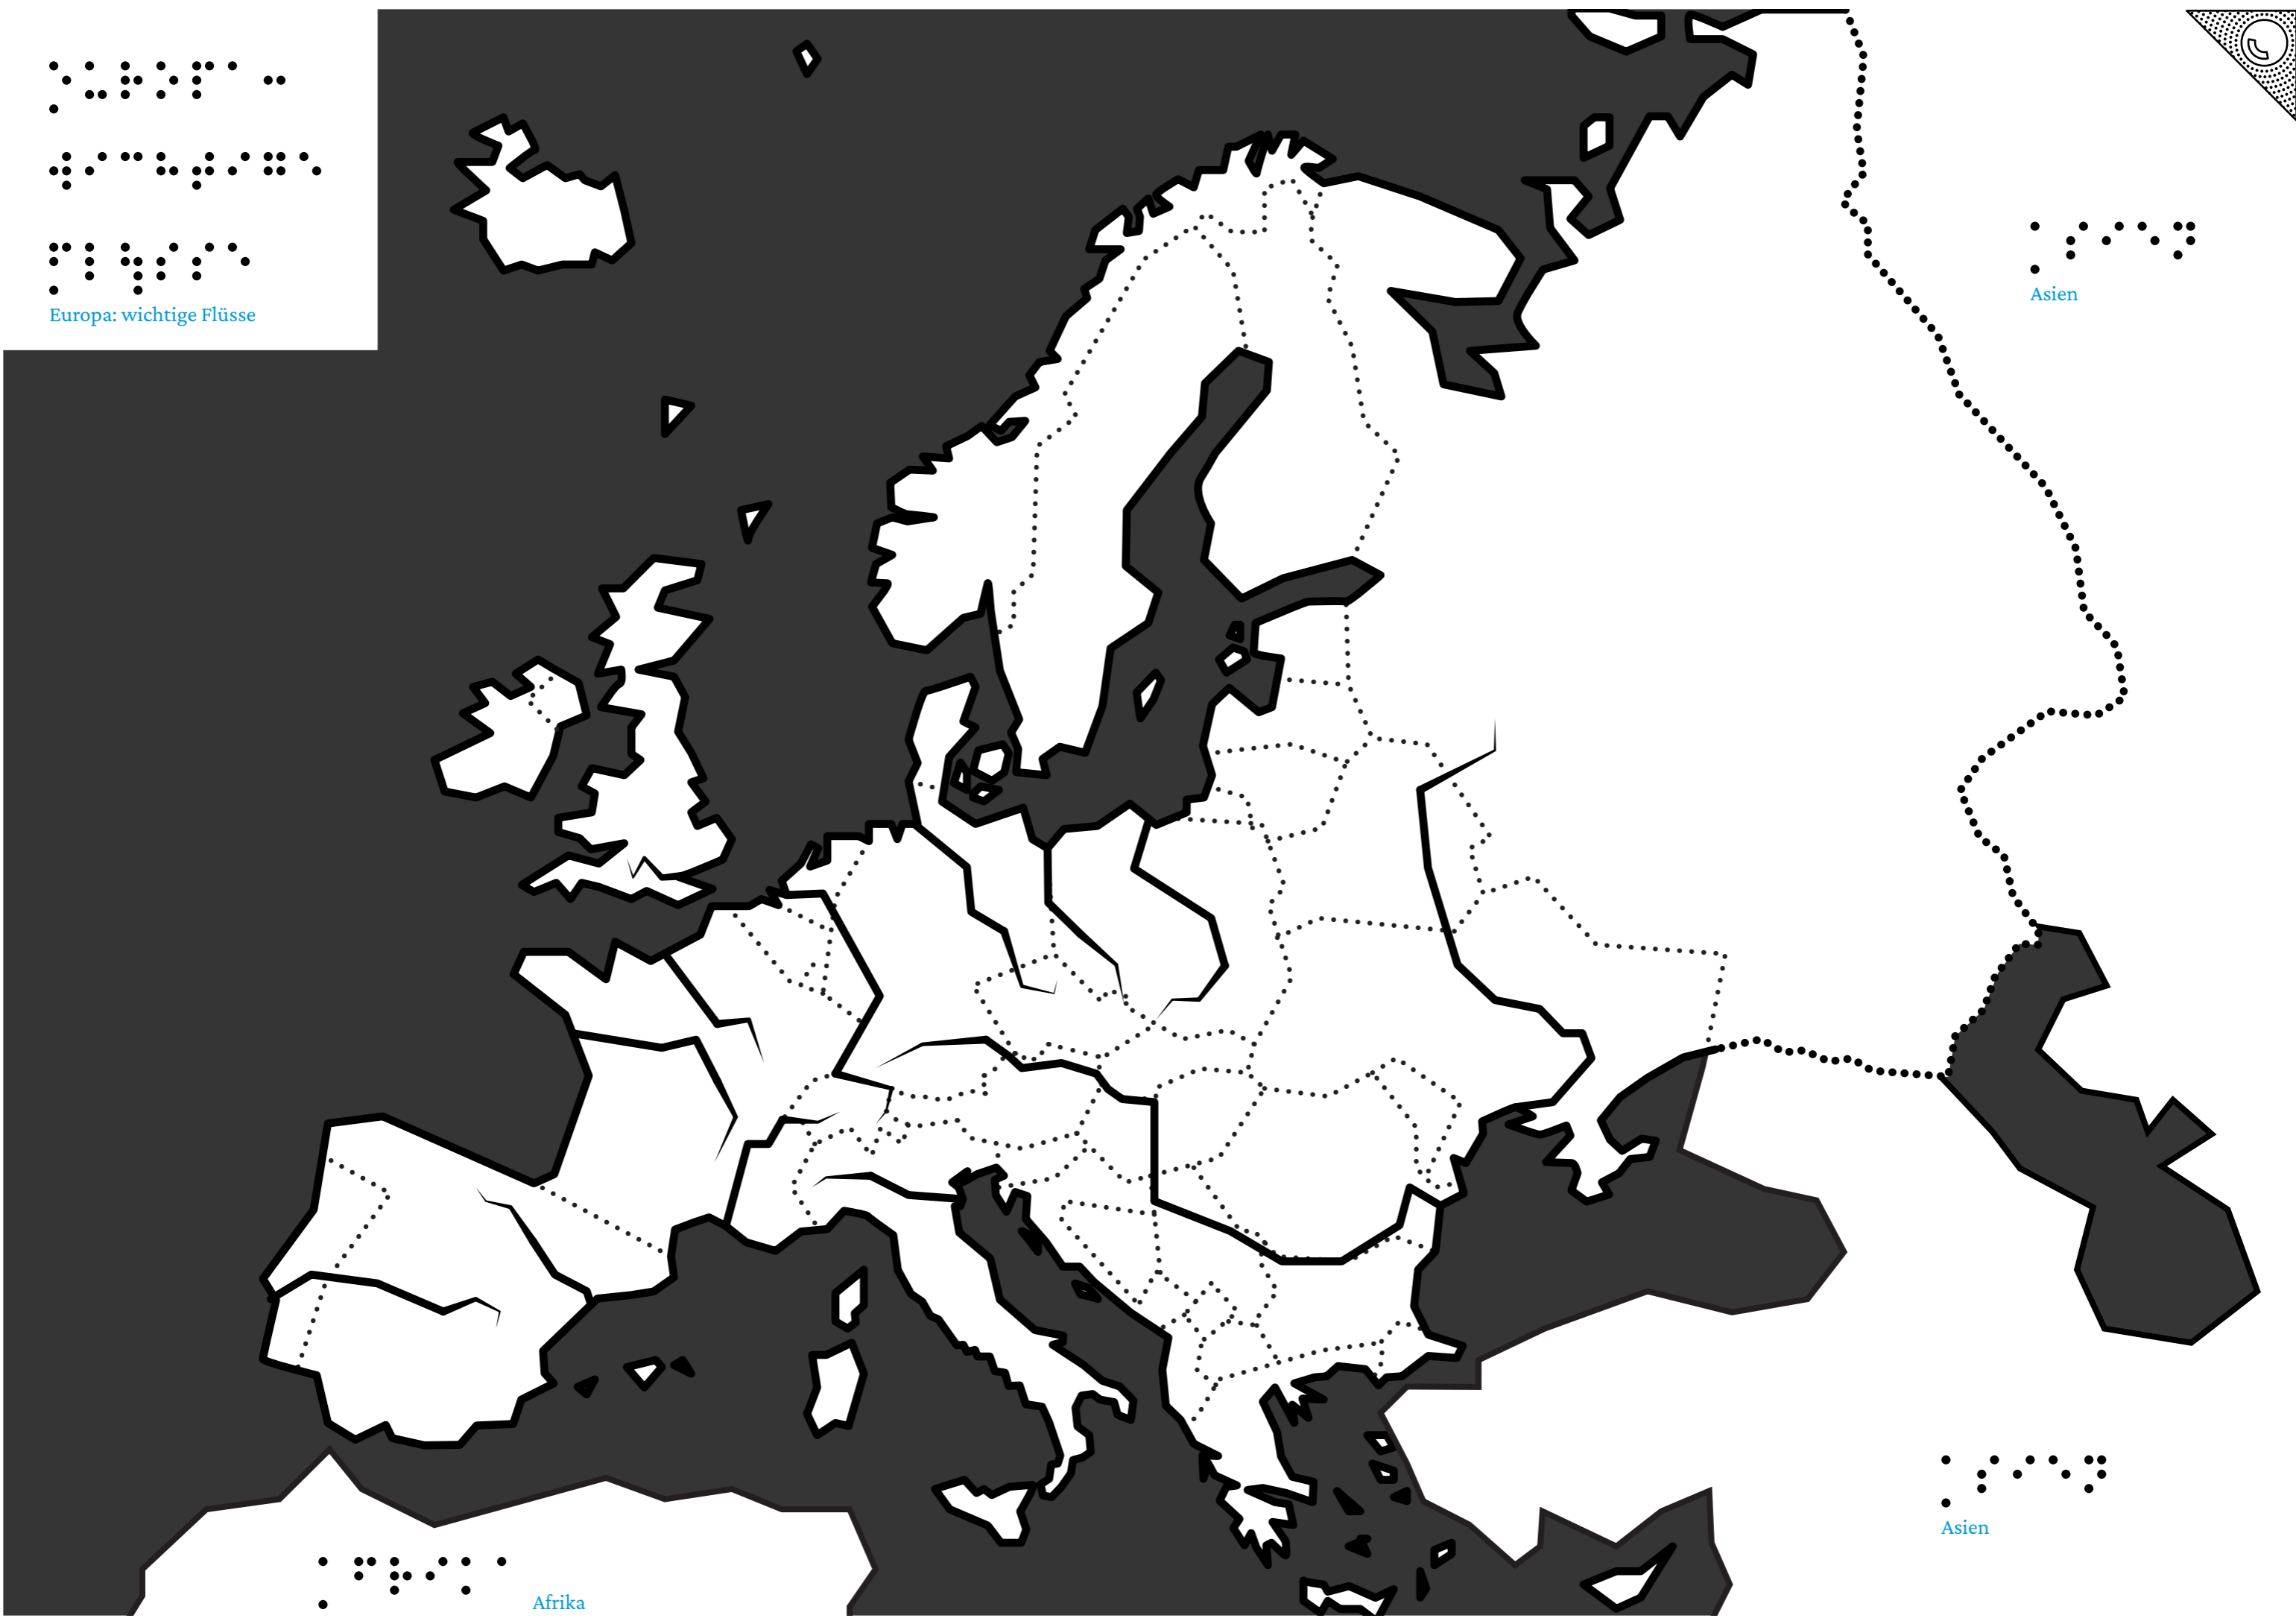 ⡑⠥⠗⠕⠏⠁⠒
⠺⠊⠉⠓⠞⠊⠛⠑
⡋⠇⠳⠎⠎⠑
Europa: wichtige Flüsse
⡁⠎⠊⠑⠝
Asien
⡁⠎⠊⠑⠝
Asien
⡁⠋⠗⠊⠅⠁
Afrika